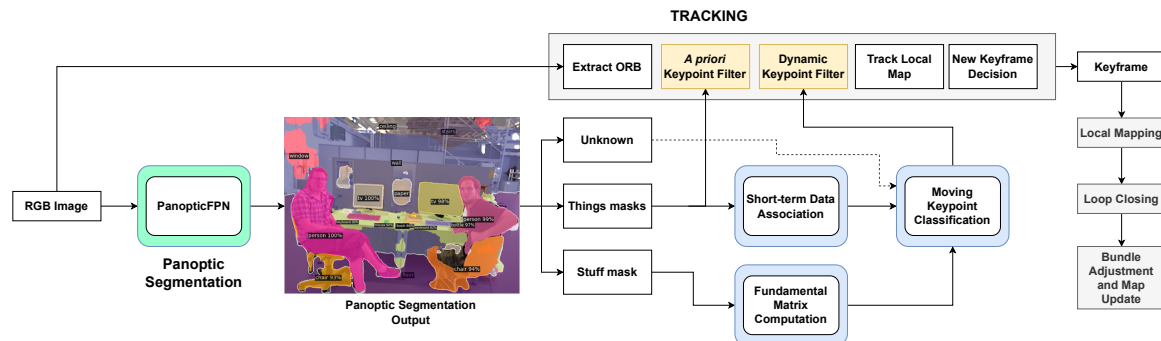 TRACKING
Extract ORB
A priori
Keypoint Filter
Dynamic
Keypoint Filter
Track Local
Map
New Keyframe
Decision
Keyframe
Local Mapping
Loop Closing
Bundle
Adjustment
and Map
Update
RGB Image
PanopticFPN
Panoptic
Segmentation
ceiling
window
wall
tv 100%
paper
tv 98%
person 99%
person 100%
chair 93%
chair 94%
Panoptic Segmentation
Output
Unknown
Things masks
Stuff mask
Short-term Data
Association
Fundamental
Matrix
Computation
Moving
Keypoint
Classification